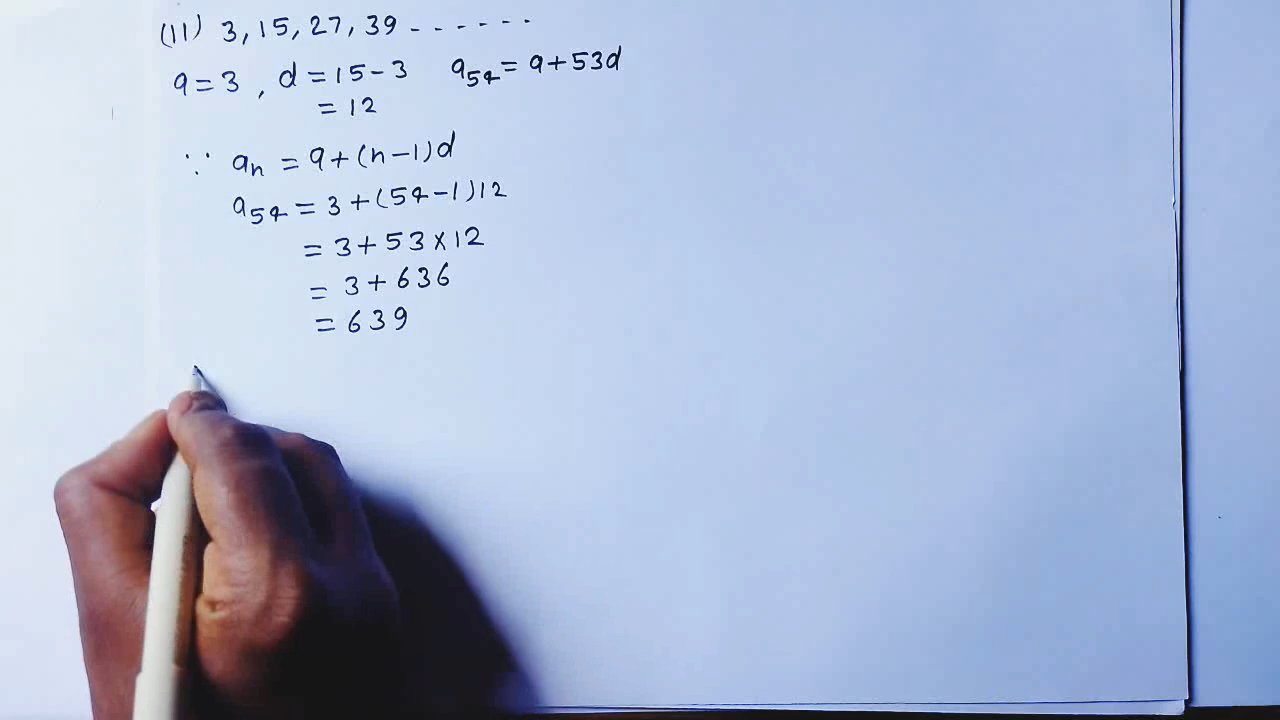 (11) 3, 15, 27, 39 - - - - - -
a = 3 , d = 15 - 3 a54 = a + 53d
= 12
∵ an = a + (n - 1)d
a54 = 3 + (54 - 1)12
= 3 + 53 × 12
= 3 + 636
= 639